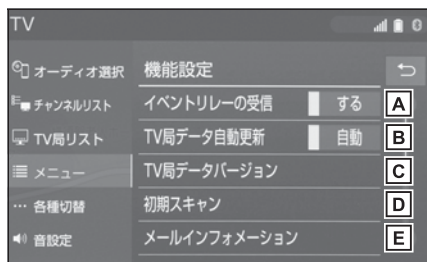 TV
オーディオ選択
チャンネルリスト
TV局リスト
メニュー
各種切替
音設定
機能設定
イベントリレーの受信 する A
TV局データ自動更新 自動 B
TV局データバージョン C
初期スキャン D
メールインフォメーション E